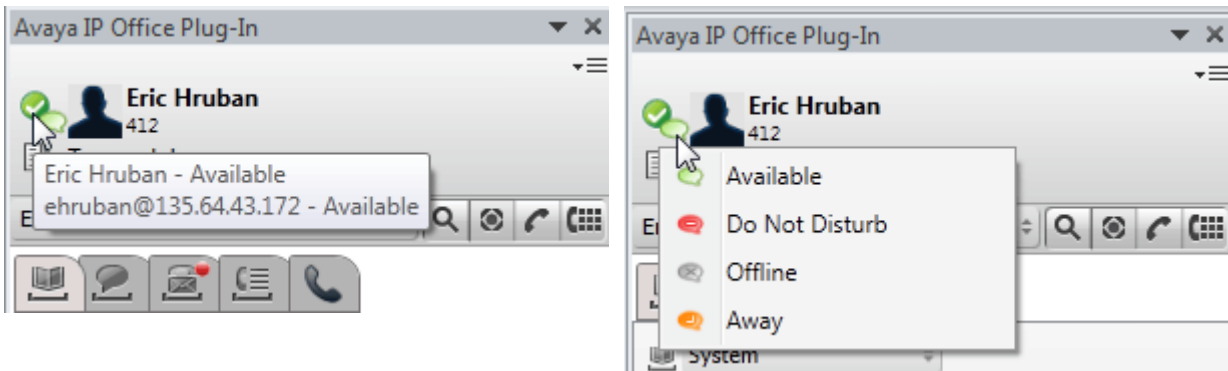 Avaya IP Office Plug-In
Eric Hruban
412
Eric Hruban - Available
ehruban@135.64.43.172 - Available
E
Avaya IP Office Plug-In
Eric Hruban
412
Available
Do Not Disturb
Offline
Away
System